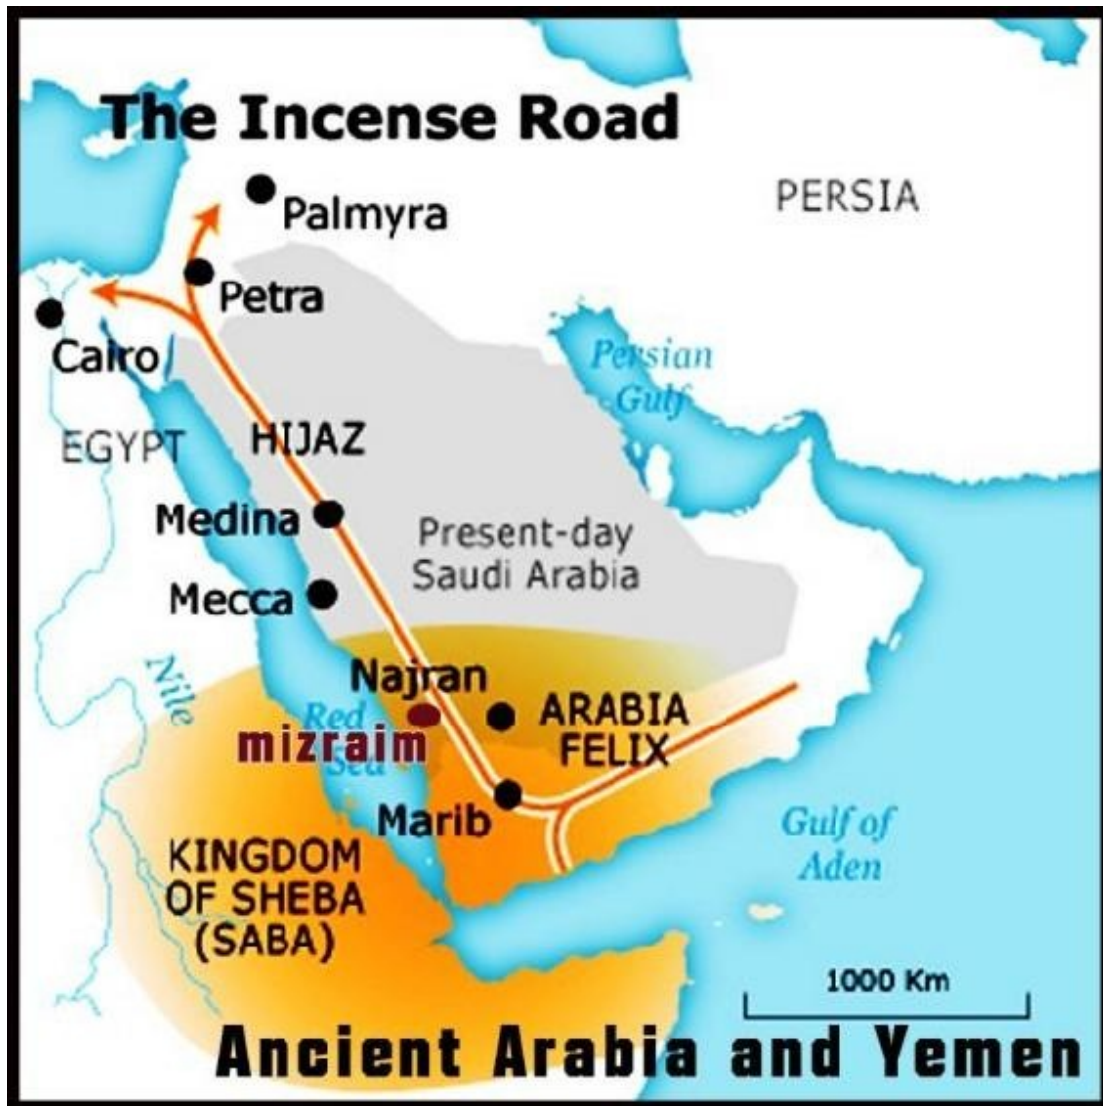 The Incense Road
Palmyra
PERSIA
Petra
Cairo
Persian
Gulf
EGYPT
HIJAZ
Medina
Present-day
Saudi Arabia
Mecca
Nile
Najran
Red
Sea
mizraim
ARABIA
FELIX
Marib
Gulf of
Aden
KINGDOM
OF SHEBA
(SABA)
1000 Km
Ancient Arabia and Yemen